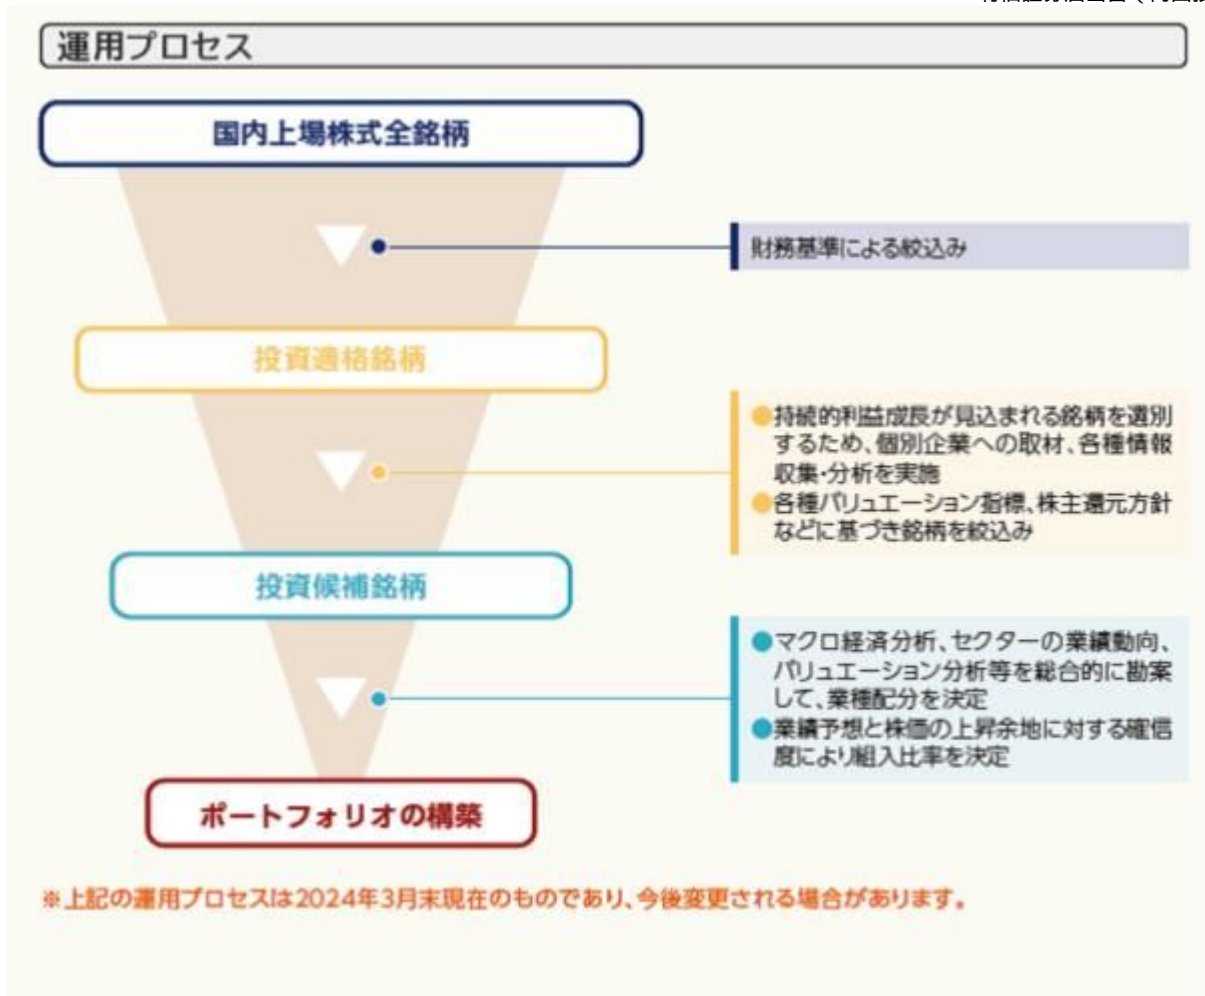 運用プロセス
国内上場株式全銘柄
財務基準による絞込み
投資適格銘柄
●持続的利益成長が見込まれる銘柄を選別
するため、個別企業への取材、各種情報
収集・分析を実施
●各種バリュエーション指標、株主還元方針
などに基づき銘柄を絞込み
投資候補銘柄
●マクロ経済分析、セクターの業績動向、
バリュエーション分析等を総合的に勘案
して、業種配分を決定
●業績予想と株価の上昇余地に対する確信
度により組入比率を決定
ポートフォリオの構築
※上記の運用プロセスは2024年3月末現在のものであり、今後変更される場合があります。